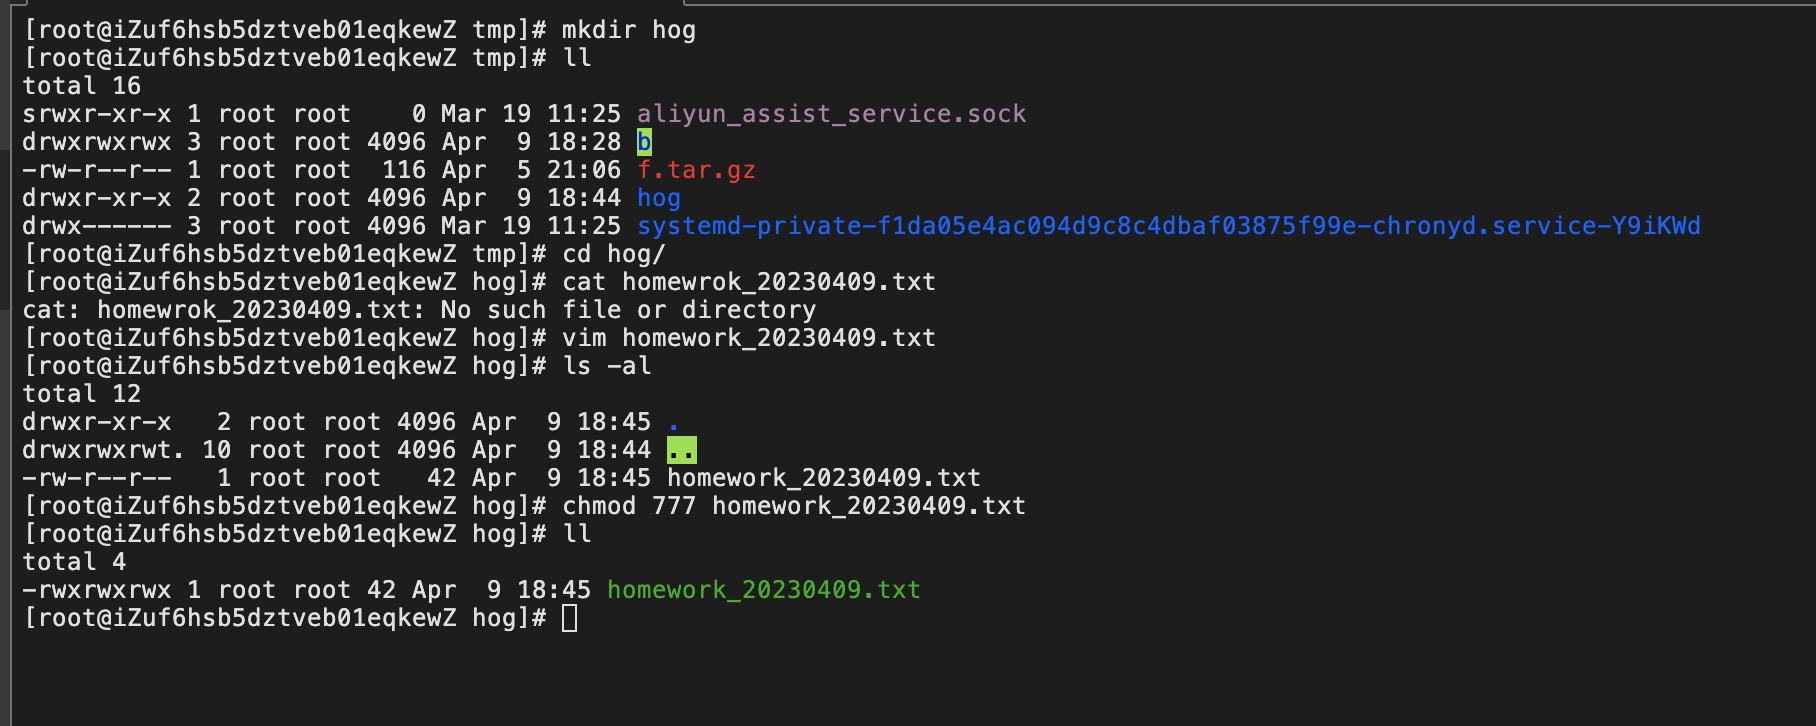 [root@iZuf6hsb5dztveb01eqkewZ tmp]# mkdir hog
[root@iZuf6hsb5dztveb01eqkewZ tmp]# ll
total 16
srwxr-xr-x 1 root root    0 Mar 19 11:25 aliyun_assist_service.sock
drwxrwxrwx 3 root root 4096 Apr  9 18:28 b
-rw-r--r-- 1 root root  116 Apr  5 21:06 f.tar.gz
drwxr-xr-x 2 root root 4096 Apr  9 18:44 hog
drwx------ 3 root root 4096 Mar 19 11:25 systemd-private-f1da05e4ac094d9c8c4dbaf03875f99e-chronyd.service-Y9iKWd
[root@iZuf6hsb5dztveb01eqkewZ tmp]# cd hog/
[root@iZuf6hsb5dztveb01eqkewZ hog]# cat homewrok_20230409.txt
cat: homewrok_20230409.txt: No such file or directory
[root@iZuf6hsb5dztveb01eqkewZ hog]# vim homework_20230409.txt
[root@iZuf6hsb5dztveb01eqkewZ hog]# ls -al
total 12
drwxr-xr-x   2 root root 4096 Apr  9 18:45 .
drwxrwxrwt. 10 root root 4096 Apr  9 18:44 ..
-rw-r--r--   1 root root   42 Apr  9 18:45 homework_20230409.txt
[root@iZuf6hsb5dztveb01eqkewZ hog]# chmod 777 homework_20230409.txt
[root@iZuf6hsb5dztveb01eqkewZ hog]# ll
total 4
-rwxrwxrwx 1 root root 42 Apr  9 18:45 homework_20230409.txt
[root@iZuf6hsb5dztveb01eqkewZ hog]#